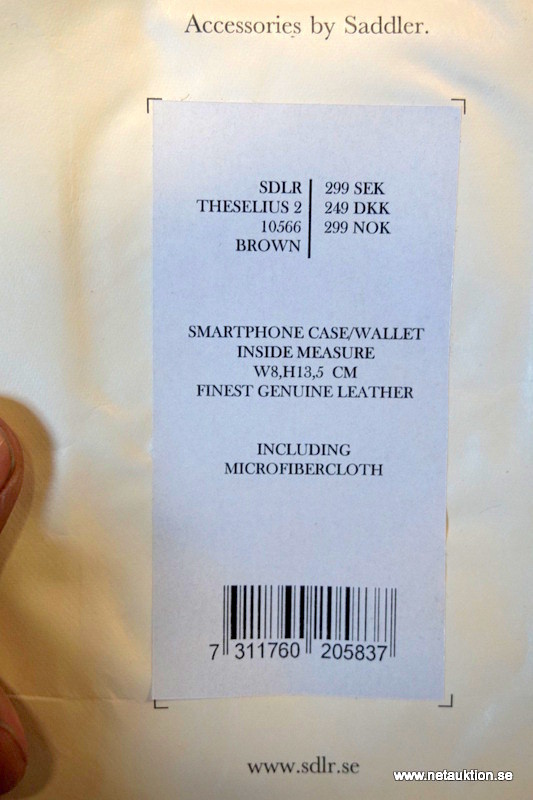 Accessories by Saddler.
SDLR
THESELIUS 2
10566
BROWN
299 SEK
249 DKK
299 NOK
SMARTPHONE CASE/WALLET
INSIDE MEASURE
W8,H13,5 CM
FINEST GENUINE LEATHER
INCLUDING
MICROFIBERCLOTH
7 311760 205837
www.sdlr.se
www.netauktion.se